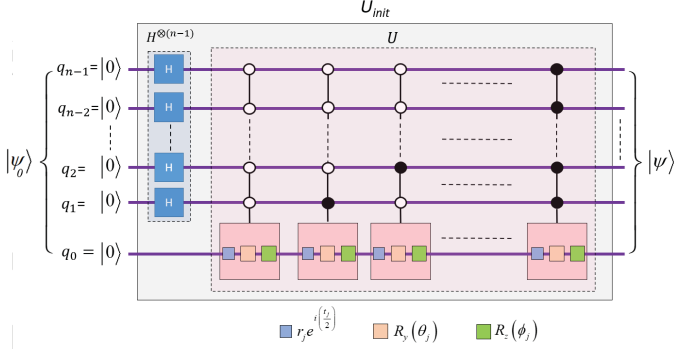 U_init
H^⊗(n−1)
U
q_{n-1}=|0⟩
H
q_{n-2}=|0⟩
H
|ψ_0⟩
|ψ⟩
q_2= |0⟩
H
q_1= |0⟩
H
q_0 = |0⟩
r_j e^{i(t_j/2)} R_y(θ_j) R_z(ϕ_j)